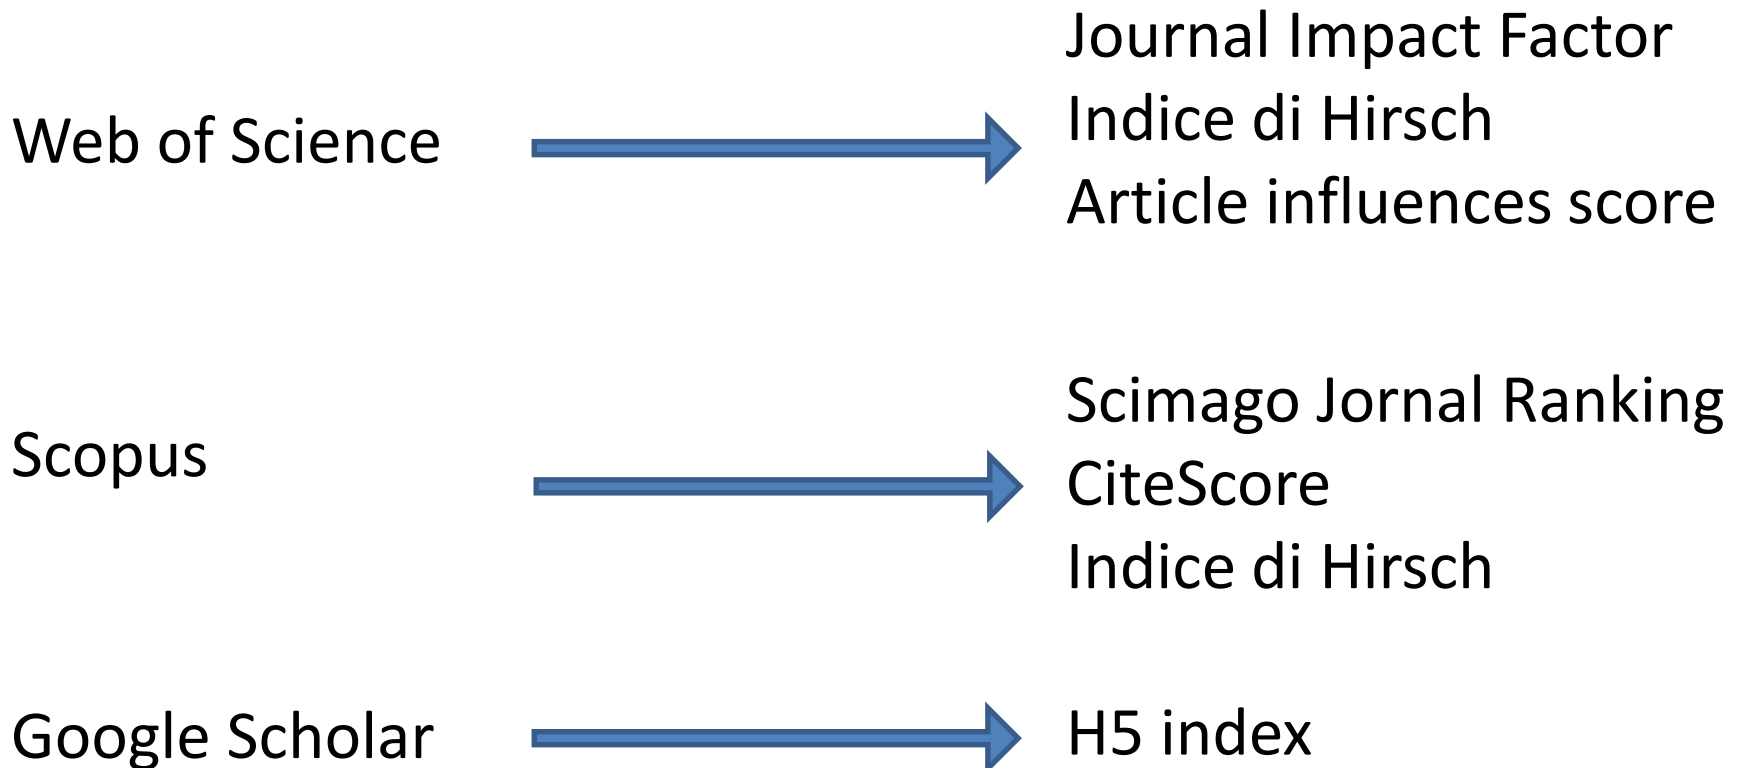 Web of Science
Journal Impact Factor
Indice di Hirsch
Article influences score
Scopus
Scimago Jornal Ranking
CiteScore
Indice di Hirsch
Google Scholar
H5 index